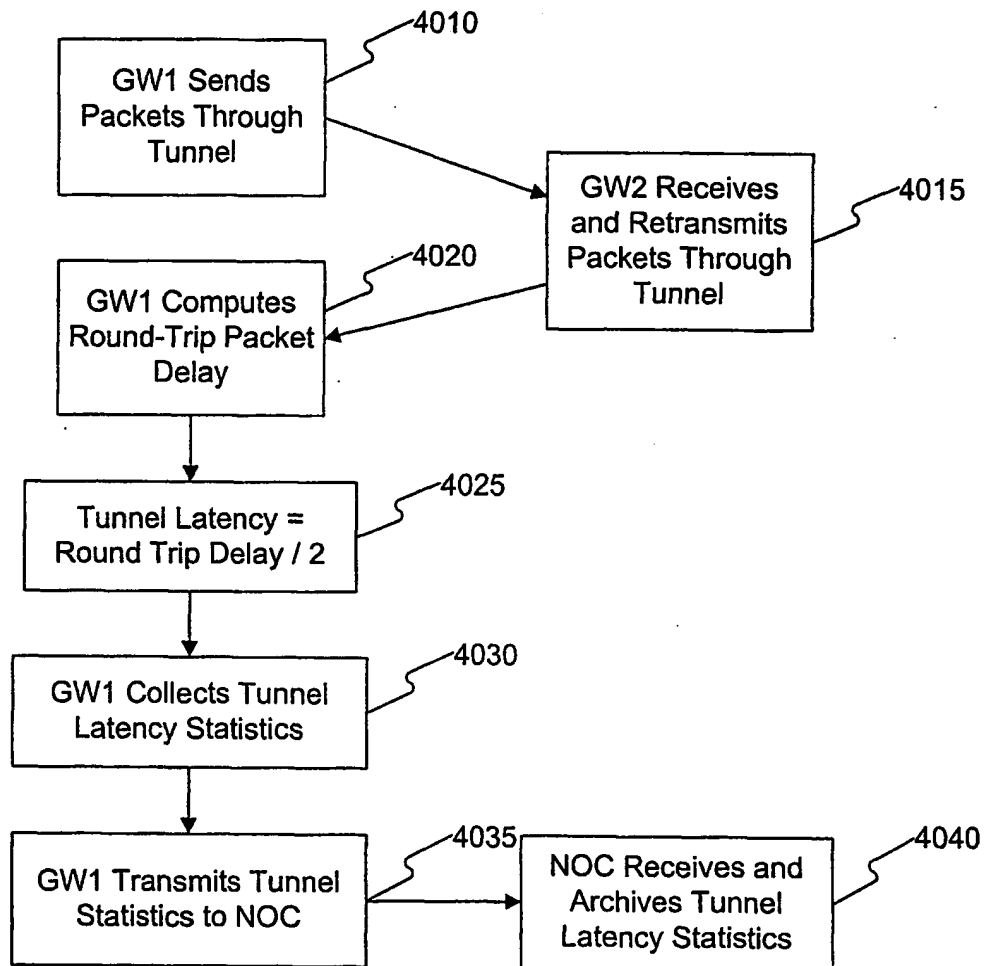 4010
GW1 Sends
Packets Through
Tunnel
GW2 Receives
and Retransmits
Packets Through
Tunnel
4015
4020
GW1 Computes
Round-Trip Packet
Delay
4025
Tunnel Latency =
Round Trip Delay / 2
4030
GW1 Collects Tunnel
Latency Statistics
4035
GW1 Transmits Tunnel
Statistics to NOC
4040
NOC Receives and
Archives Tunnel
Latency Statistics